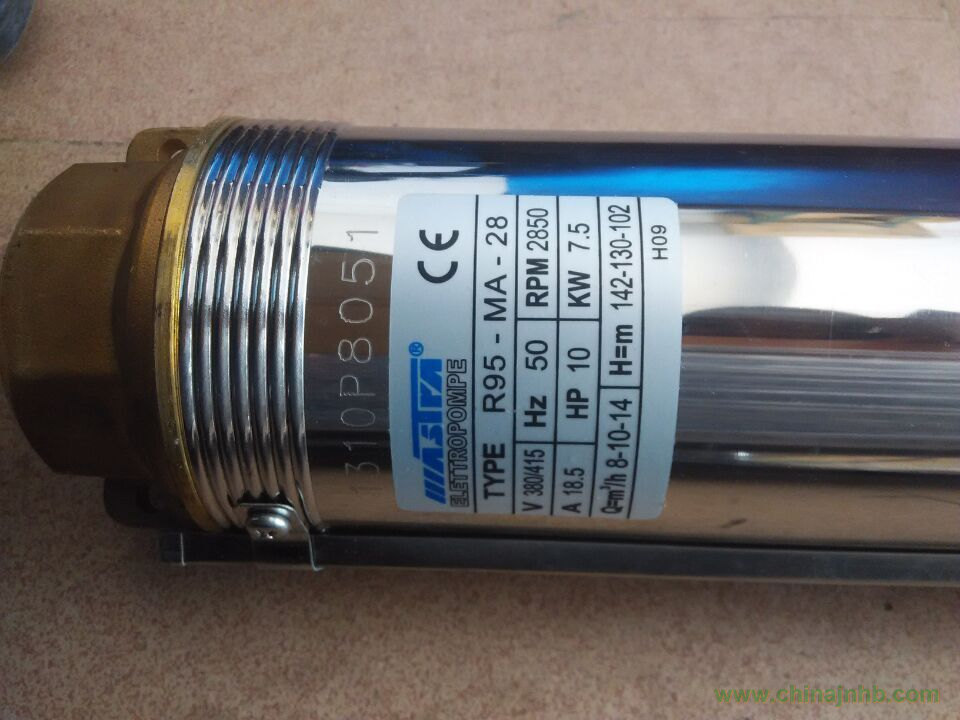 310P8051
MASTRA®
ELETTROPOMPE
CE
TYPE R95-MA-28
V 380/415 Hz 50 RPM 2850
A 18.5 HP 10 KW 7.5
Q=m³/h 8-10-14 H=m 142-130-102
H09
www.chinajnhb.com